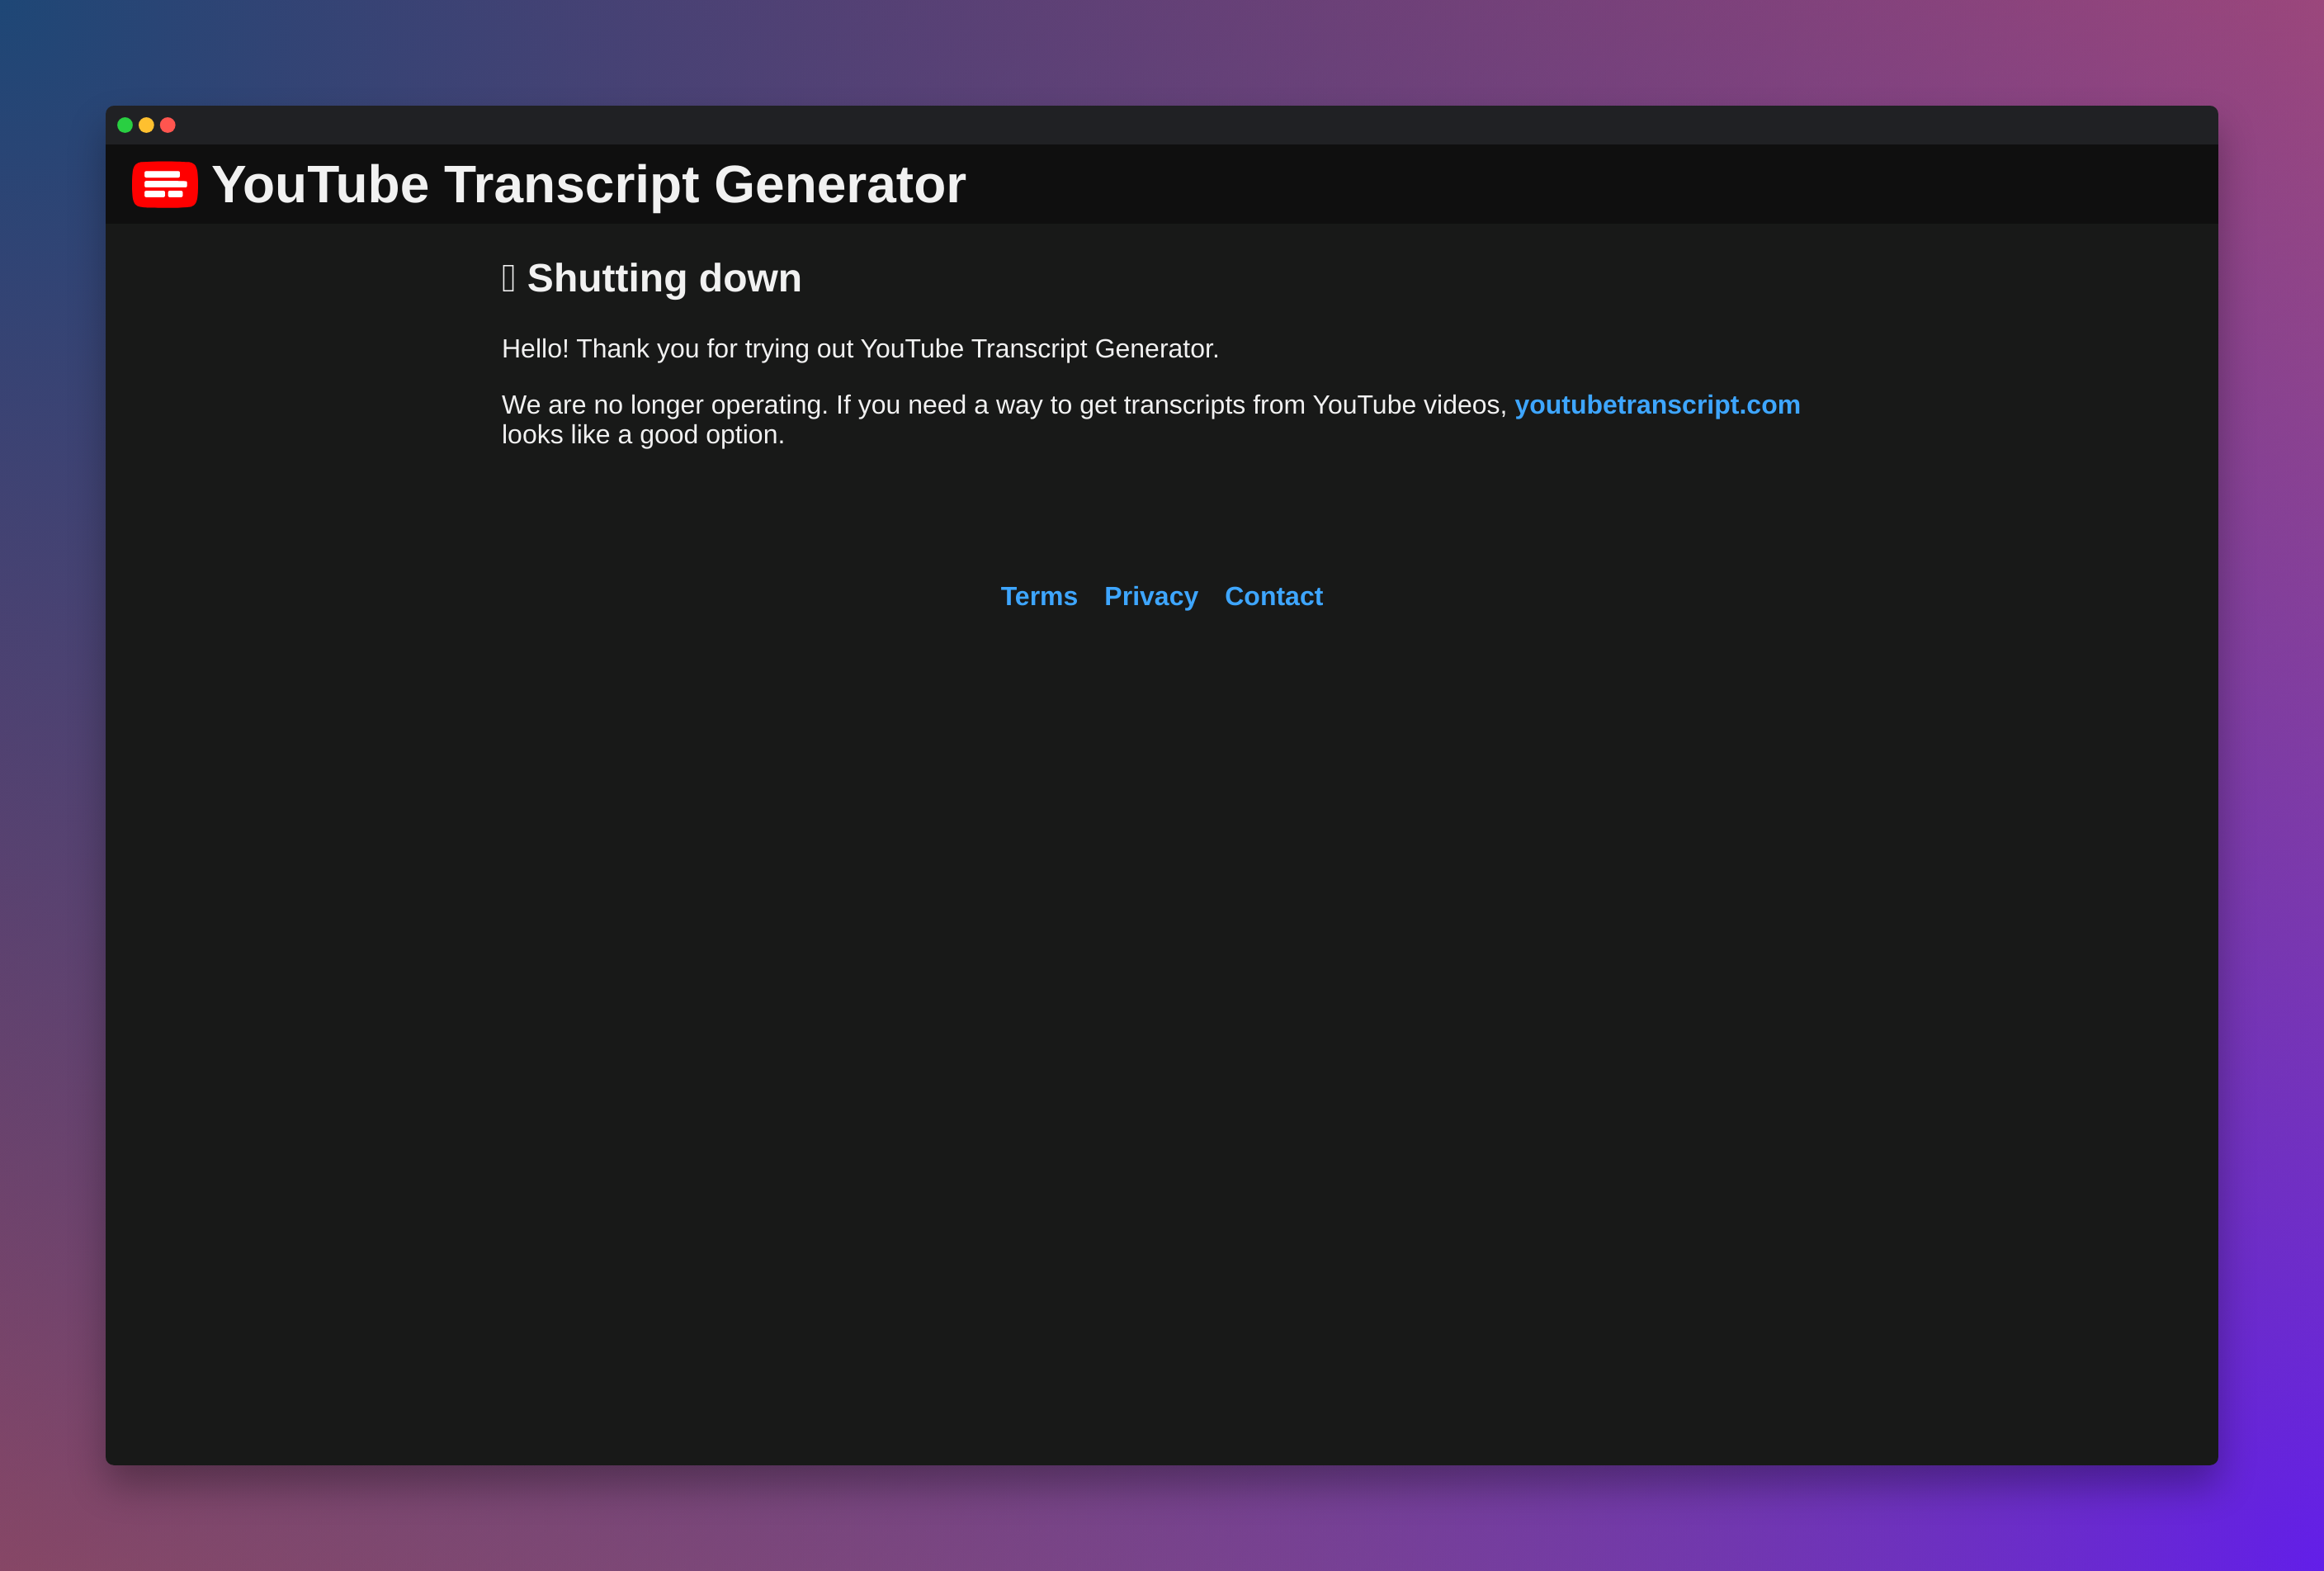 YouTube Transcript Generator
Shutting down
Hello! Thank you for trying out YouTube Transcript Generator.
We are no longer operating. If you need a way to get transcripts from YouTube videos, youtubetranscript.com
looks like a good option.
Terms Privacy Contact